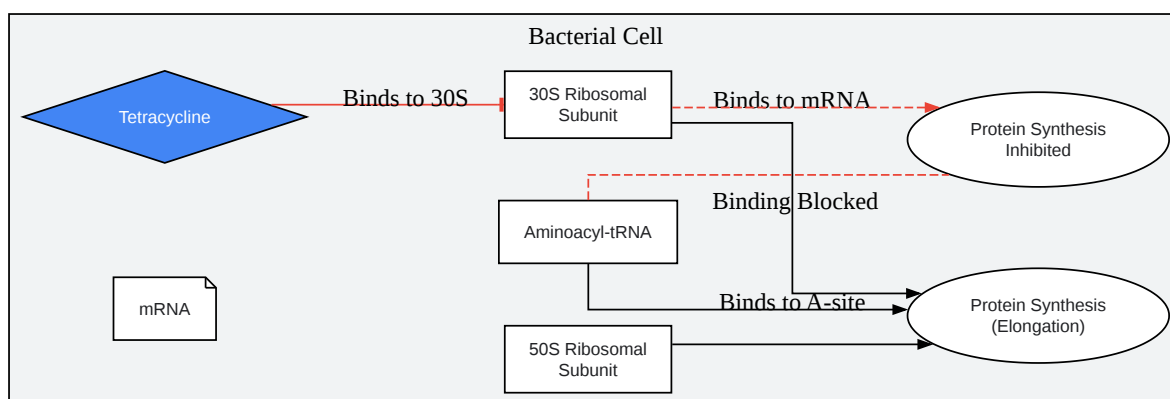 Bacterial Cell
Tetracycline
Binds to 30S
30S Ribosomal
Subunit
Binds to mRNA
Protein Synthesis
Inhibited
Binding Blocked
Aminoacyl-tRNA
mRNA
Binds to A-site
Protein Synthesis
(Elongation)
50S Ribosomal
Subunit